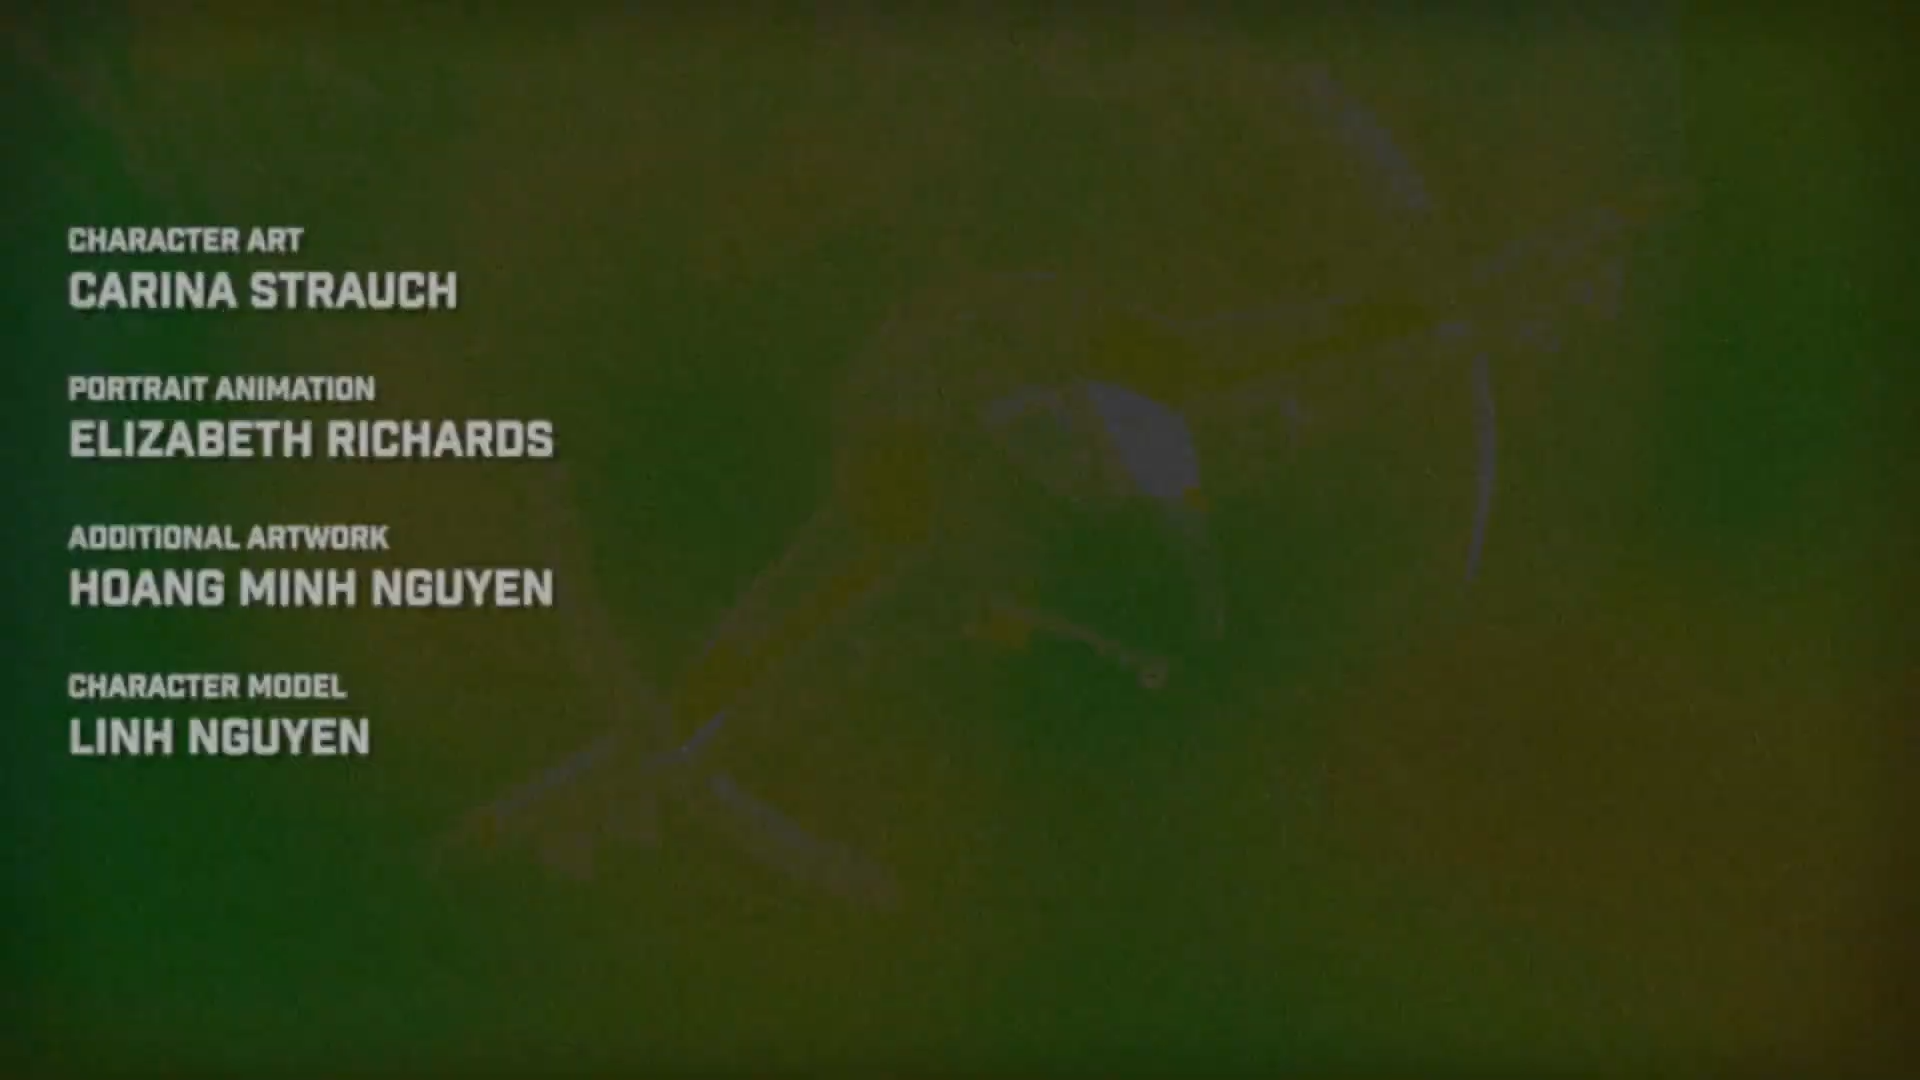 CHARACTER ART
CARINA STRAUCH
PORTRAIT ANIMATION
ELIZABETH RICHARDS
ADDITIONAL ARTWORK
HOANG MINH NGUYEN
CHARACTER MODEL
LINH NGUYEN